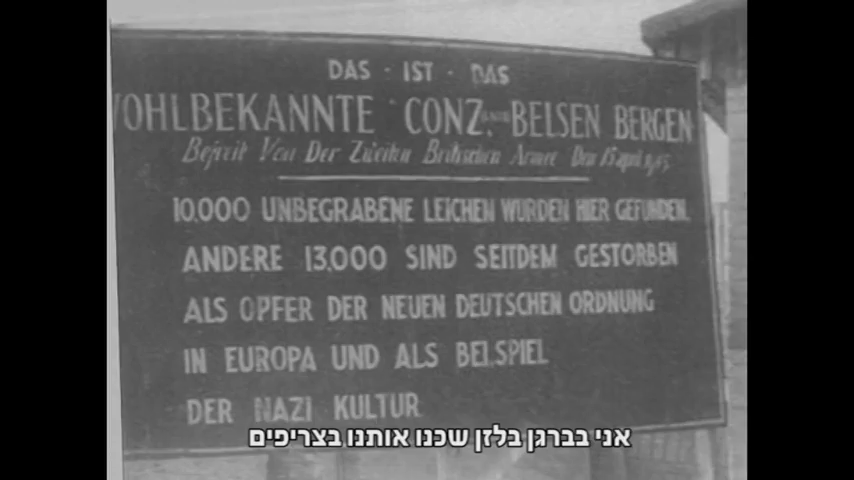 DAS · IST · DAS
WOHLBEKANNTE CONZ. BELSEN BERGEN
Befreit Von Der Zweiten Britischen Armee Den 15 april 1945
10.000 UNBEGRABENE LEICHEN WURDEN HIER GEFUNDEN.
ANDERE 13.000 SIND SEITDEM GESTORBEN
ALS OPFER DER NEUEN DEUTSCHEN ORDNUNG
IN EUROPA UND ALS BEISPIEL
DER NAZI KULTUR
אני בברגן בלזן שכנו אותנו בצריפים